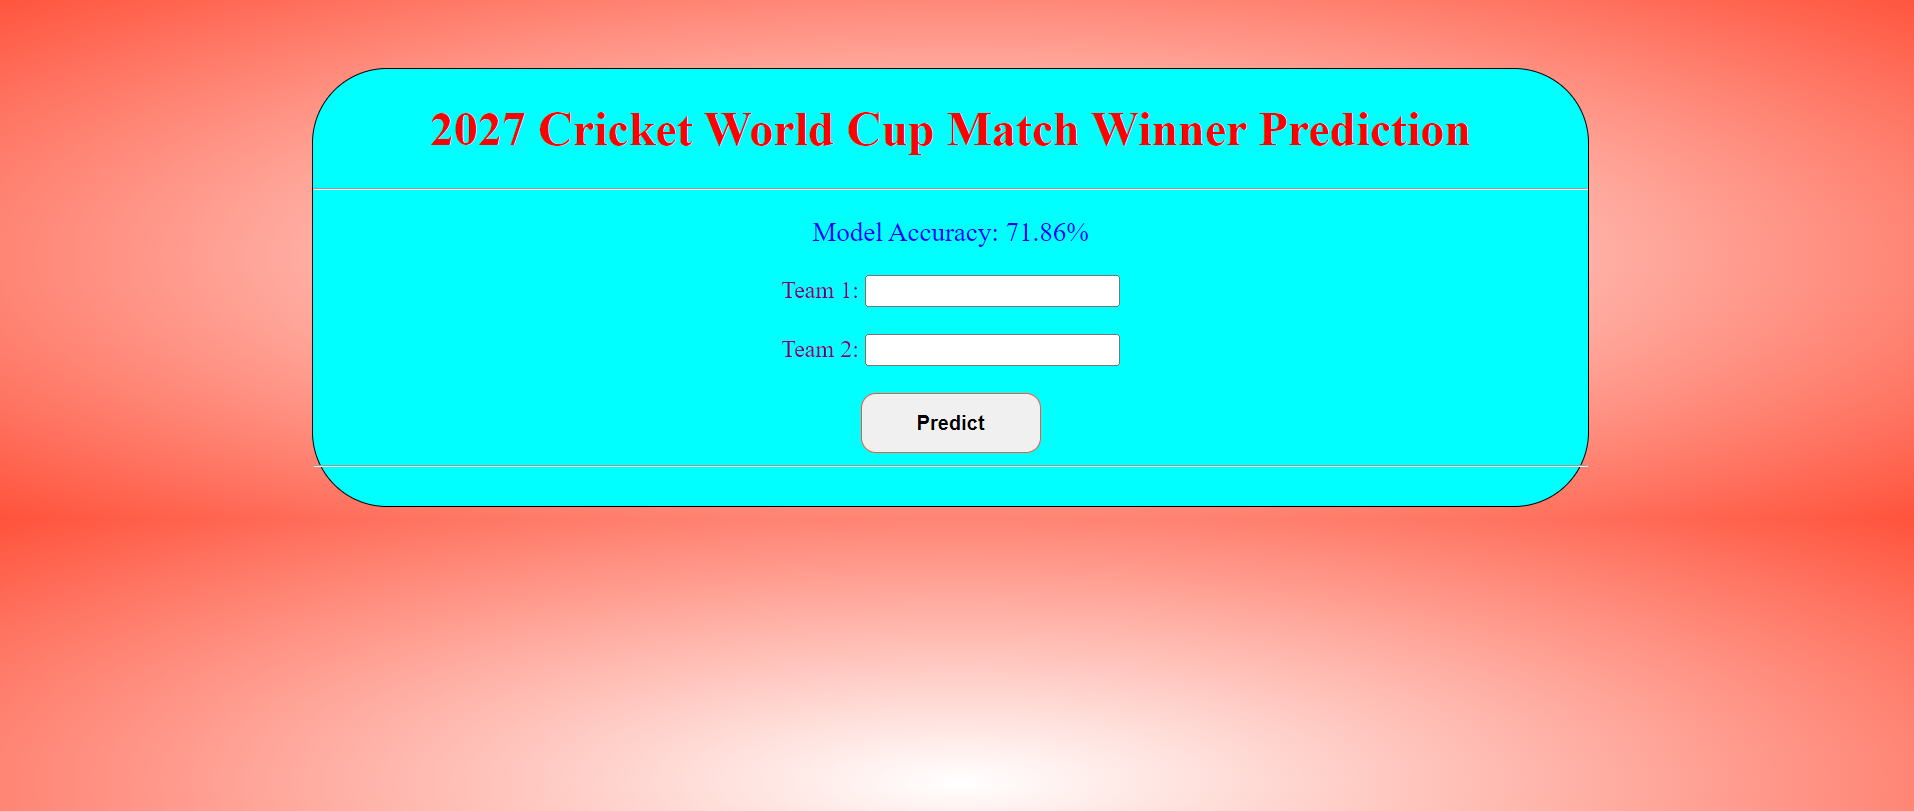 2027 Cricket World Cup Match Winner Prediction
Model Accuracy: 71.86%
Team 1:
Team 2:
Predict